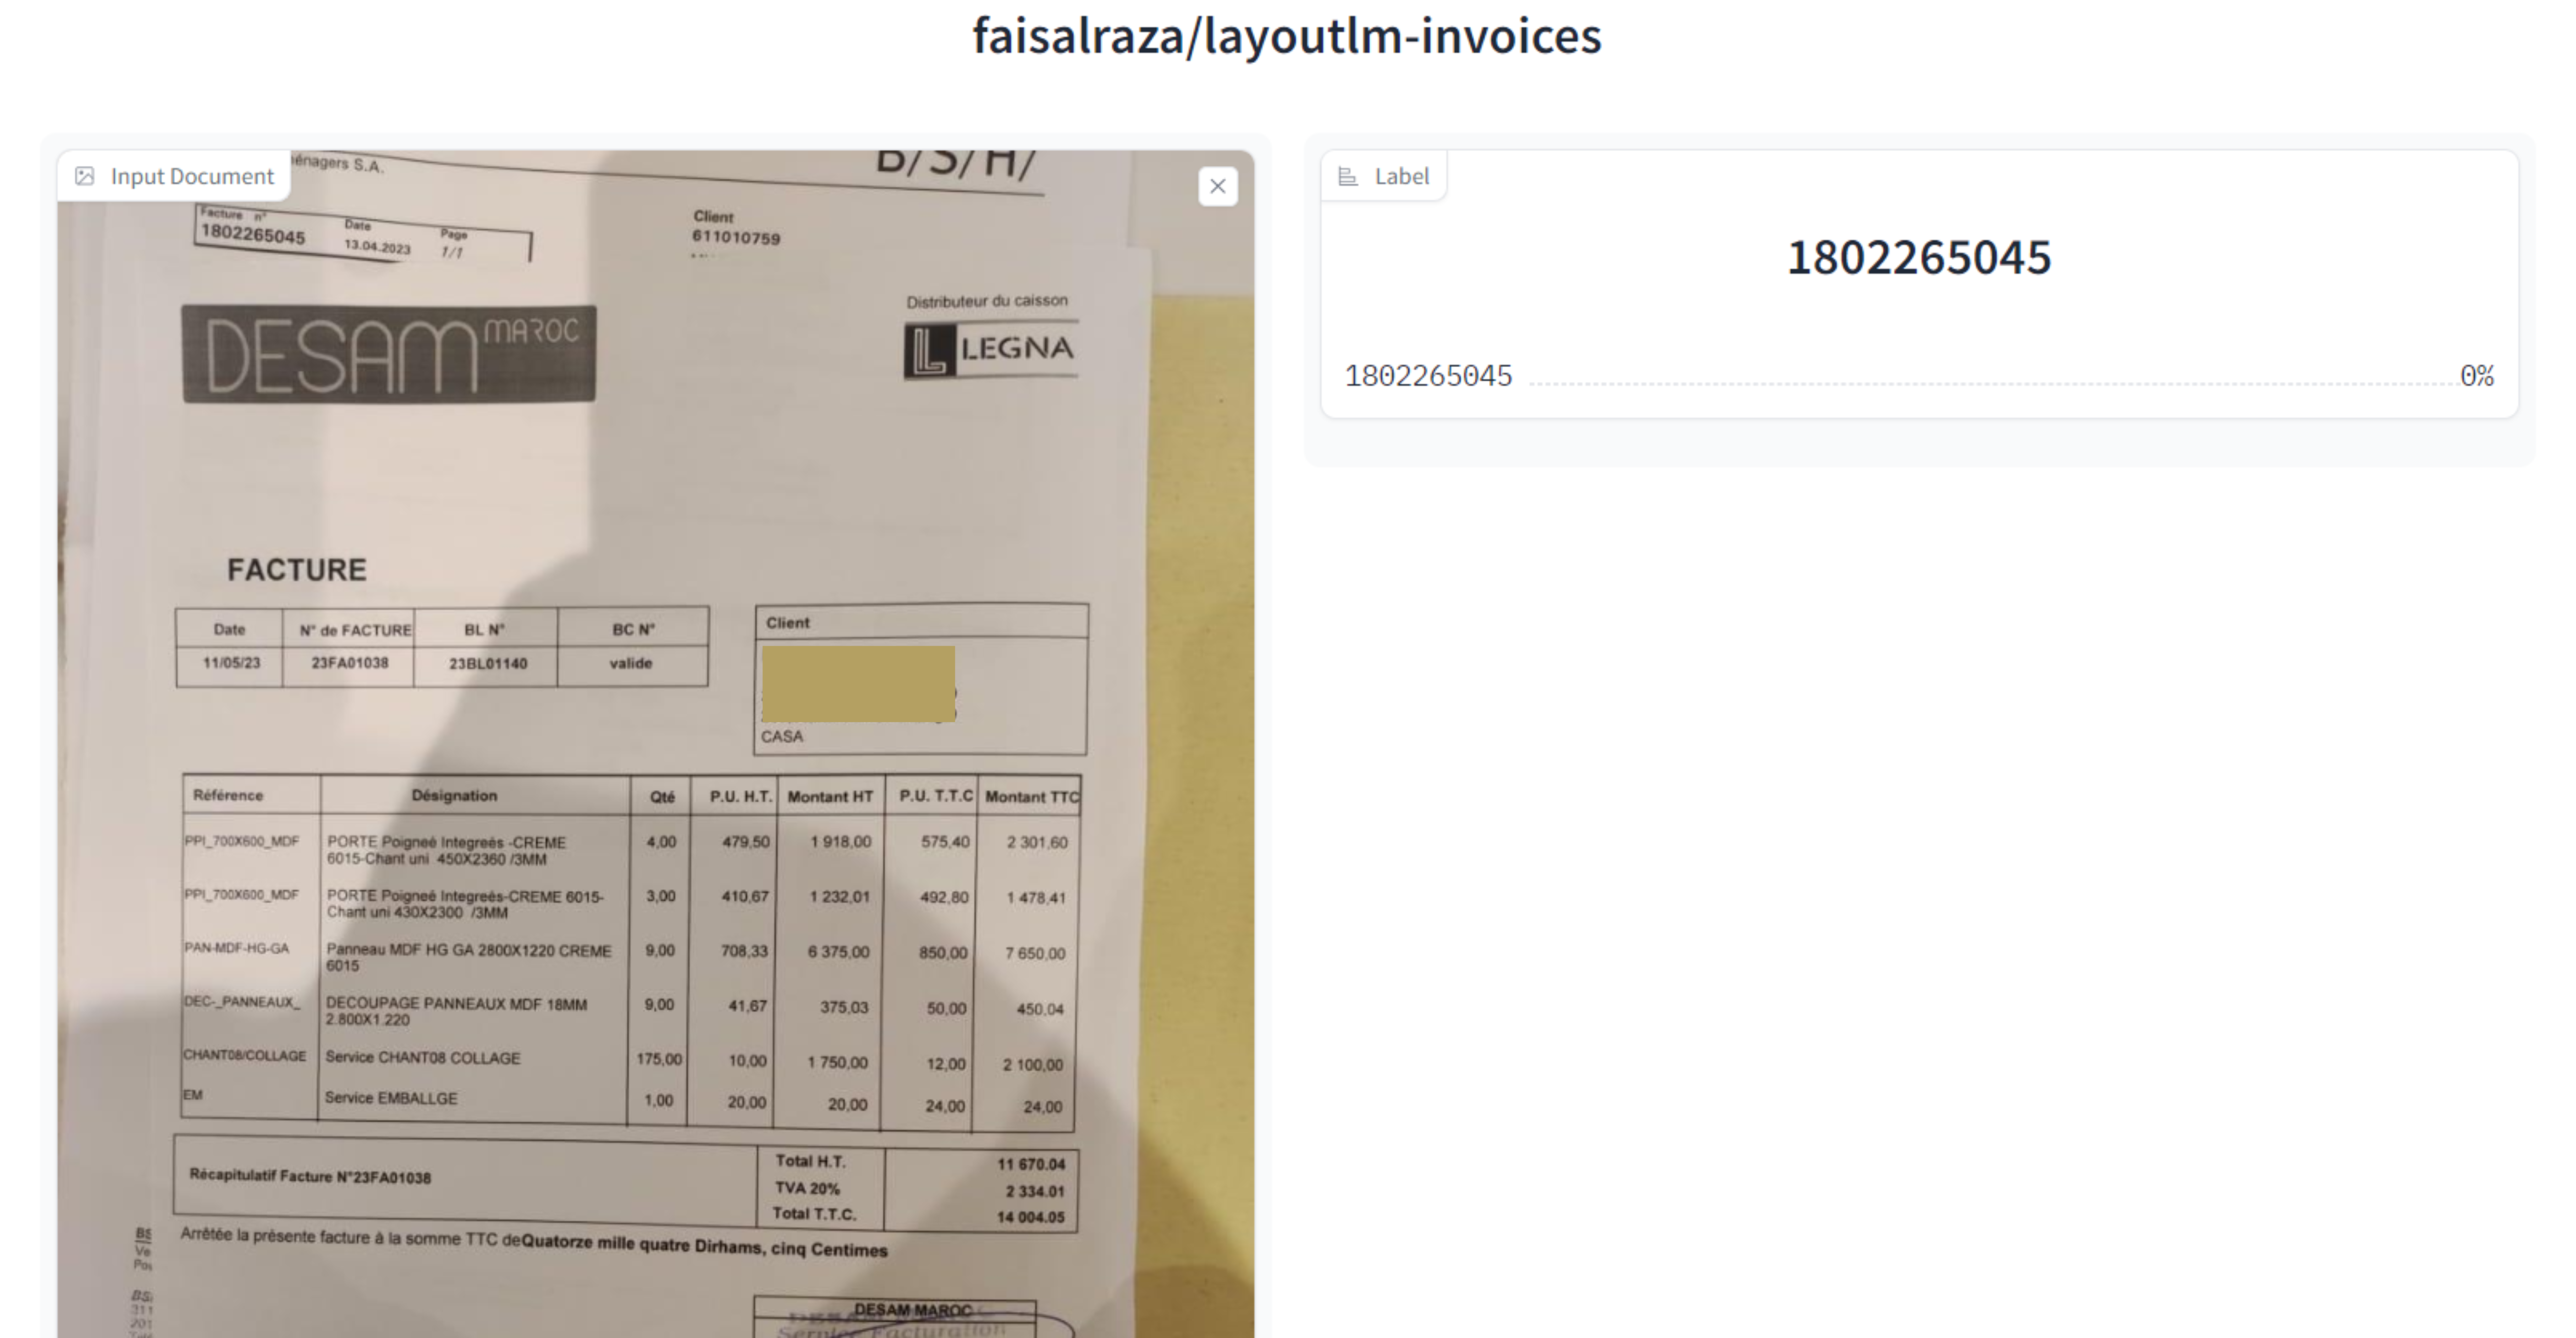 faisalraza/layoutlm-invoices
Input Document
énagers S.A.
B/S/H/
Facture n° Date Page
1802265045 13.04.2023 1/1
Client
611010759
DESAM MAROC
Distributeur du caisson
LEGNA
FACTURE
Date N° de FACTURE BL N° BC N°
11/05/23 23FA01038 23BL01140 valide
Client
CASA
Référence Désignation Qté P.U. H.T. Montant HT P.U. T.T.C Montant TTC
PPI_700X600_MDF PORTE Poigneé Integreés -CREME 4,00 479,50 1 918,00 575,40 2 301,60
6015-Chant uni 450X2360 /3MM
PPI_700X600_MDF PORTE Poigneé Integreés-CREME 6015- 3,00 410,67 1 232,01 492,80 1 478,41
Chant uni 430X2300 /3MM
PAN-MDF-HG-GA Panneau MDF HG GA 2800X1220 CREME 9,00 708,33 6 375,00 850,00 7 650,00
6015
DEC-_PANNEAUX_ DECOUPAGE PANNEAUX MDF 18MM 9,00 41,67 375,03 50,00 450,04
2.800X1.220
CHANT08/COLLAGE Service CHANT08 COLLAGE 175,00 10,00 1 750,00 12,00 2 100,00
EM Service EMBALLGE 1,00 20,00 20,00 24,00 24,00
Récapitulatif Facture N°23FA01038
Total H.T. 11 670.04
TVA 20% 2 334.01
Total T.T.C. 14 004.05
Arrêtée la présente facture à la somme TTC deQuatorze mille quatre Dirhams, cinq Centimes
BS
Ve
Pou
BS
311
201
DESAM MAROC
Service Facturation
Label
1802265045
1802265045 0%